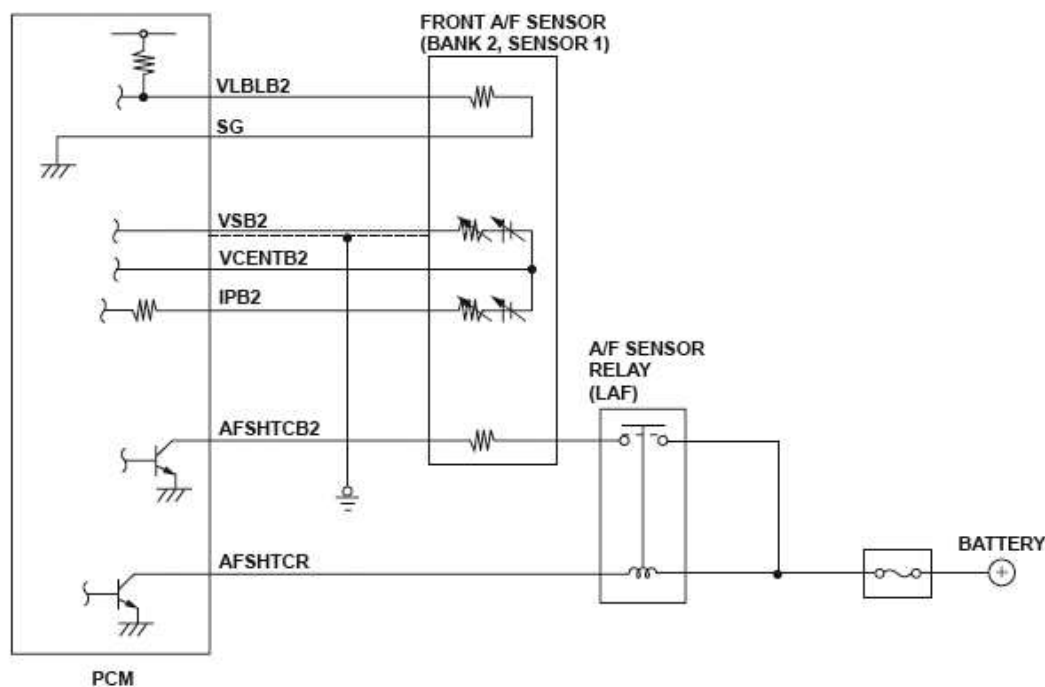 FRONT A/F SENSOR
(BANK 2, SENSOR 1)
VLBLB2
SG
VSB2
VCENTB2
IPB2
A/F SENSOR
RELAY
(LAF)
AFSHTCB2
BATTERY
AFSHTCR
PCM